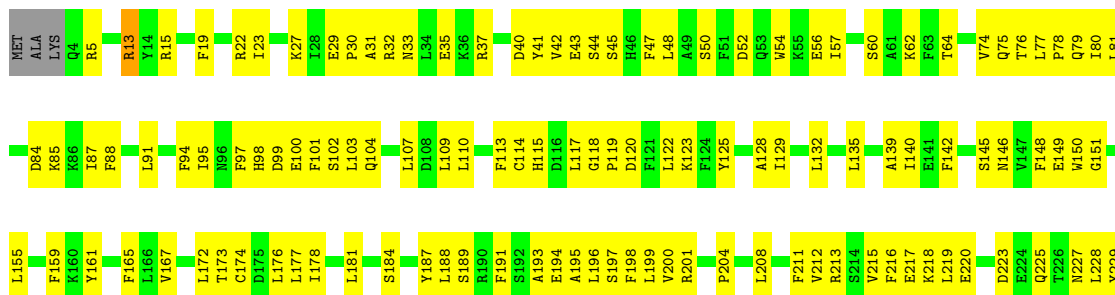 MET ALA LYS Q4 R5 R13 Y14 R15 F19 R22 I23 K27 I28 E29 P30 A31 R32 N33 L34 E35 K36 R37 D40 Y41 V42 E43 S44 S45 H46 F47 L48 A49 S50 F51 D52 Q53 W54 K55 E56 I57 S60 A61 K62 F63 T64 V74 Q75 T76 L77 P78 Q79 I80
D84 K85 K86 I87 F88 L91 F94 I95 N96 F97 H98 D99 E100 F101 S102 L103 Q104 L107 D108 L109 L110 F113 C114 H115 D116 L117 G118 P119 D120 F121 L122 K123 F124 Y125 A128 I129 L132 L135 A139 I140 E141 F142 S145 N146 V147 F148 E149 W150 G151
L155 F159 K160 Y161 F165 L166 V167 L172 T173 C174 D175 L176 L177 I178 L181 S184 Y187 L188 S189 R190 F191 S192 A193 E194 A195 L196 S197 F198 L199 V200 R201 P204 L208 F211 V212 R213 S214 V215 F216 E217 K218 L219 E220 D223 E224 Q225 T226 N227 L228